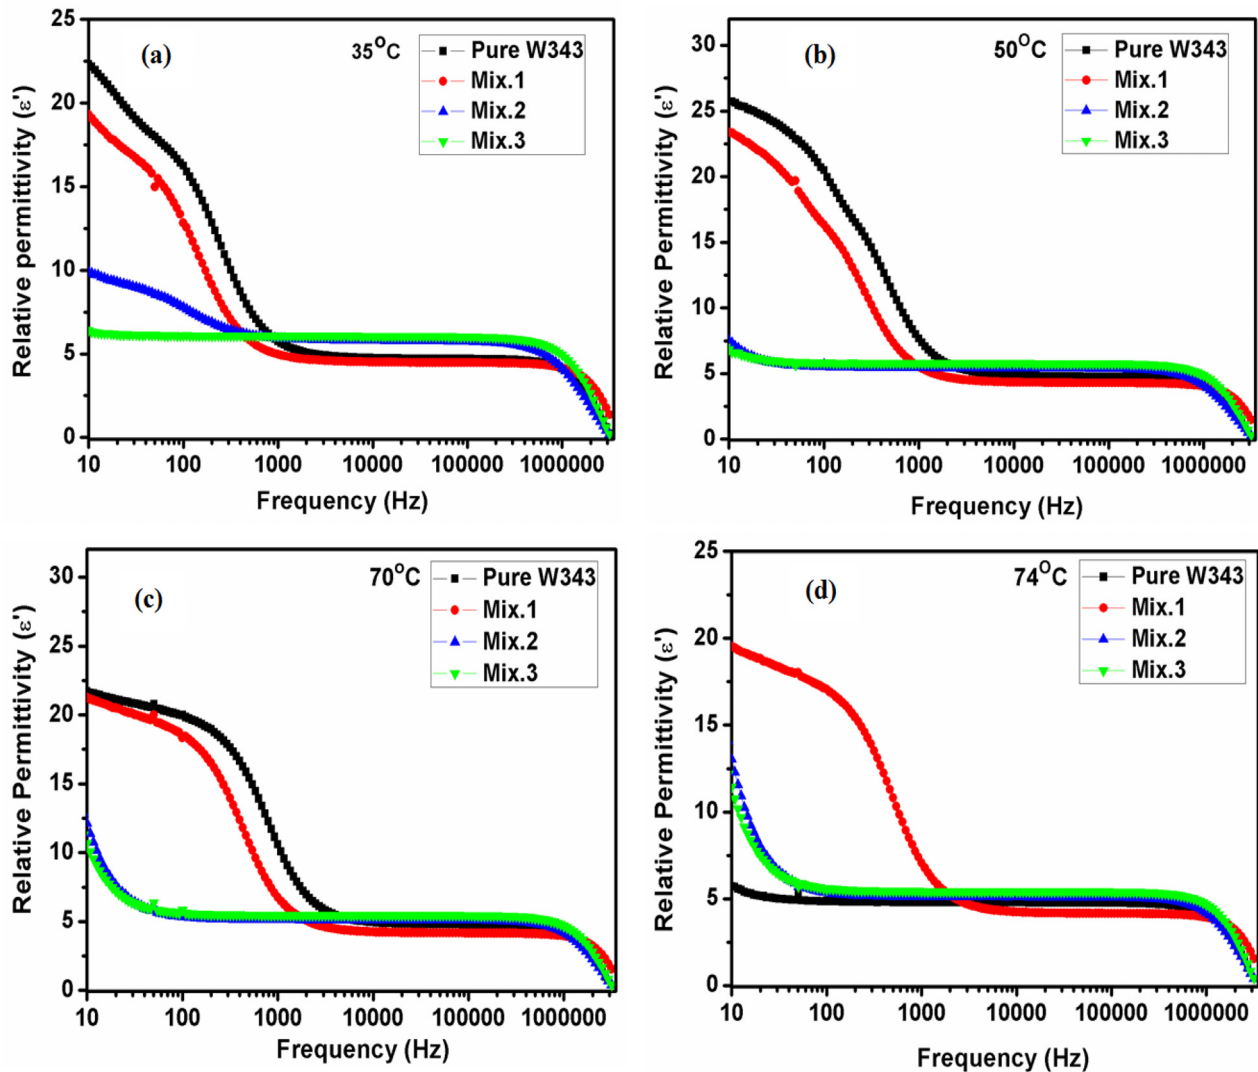 (a)
35°C
Pure W343
Mix.1
Mix.2
Mix.3
Relative permittivity (ε')
25
20
15
10
5
0
10 100 1000 10000 100000 1000000
Frequency (Hz)
(b)
50°C
Pure W343
Mix.1
Mix.2
Mix.3
Relative Permittivity (ε')
30
25
20
15
10
5
0
10 100 1000 10000 100000 1000000
Frequency (Hz)
(c)
70°C
Pure W343
Mix.1
Mix.2
Mix.3
Relative Permittivity (ε')
30
25
20
15
10
5
0
10 100 1000 10000 100000 1000000
Frequency (Hz)
(d)
74°C
Pure W343
Mix.1
Mix.2
Mix.3
Relative Permittivity (ε')
25
20
15
10
5
0
10 100 1000 10000 100000 1000000
Frequency (Hz)